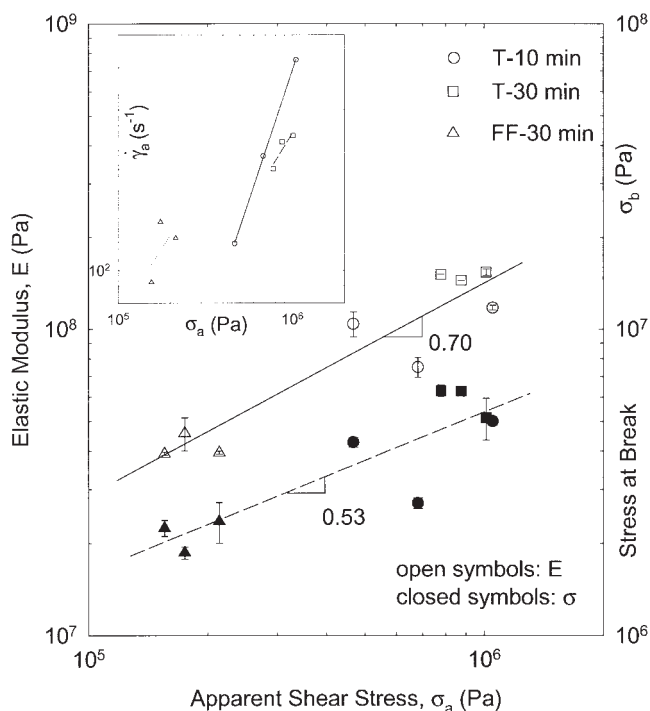 10⁹
10⁸
T-10 min
T-30 min
FF-30 min
γ̇ₐ (s⁻¹)
10²
10⁵
σₐ (Pa)
10⁶
Elastic Modulus, E (Pa)
10⁸
10⁷
σb (Pa)
Stress at Break
0.70
0.53
open symbols: E
closed symbols: σ
10⁷
10⁶
10⁵
10⁶
Apparent Shear Stress, σₐ (Pa)